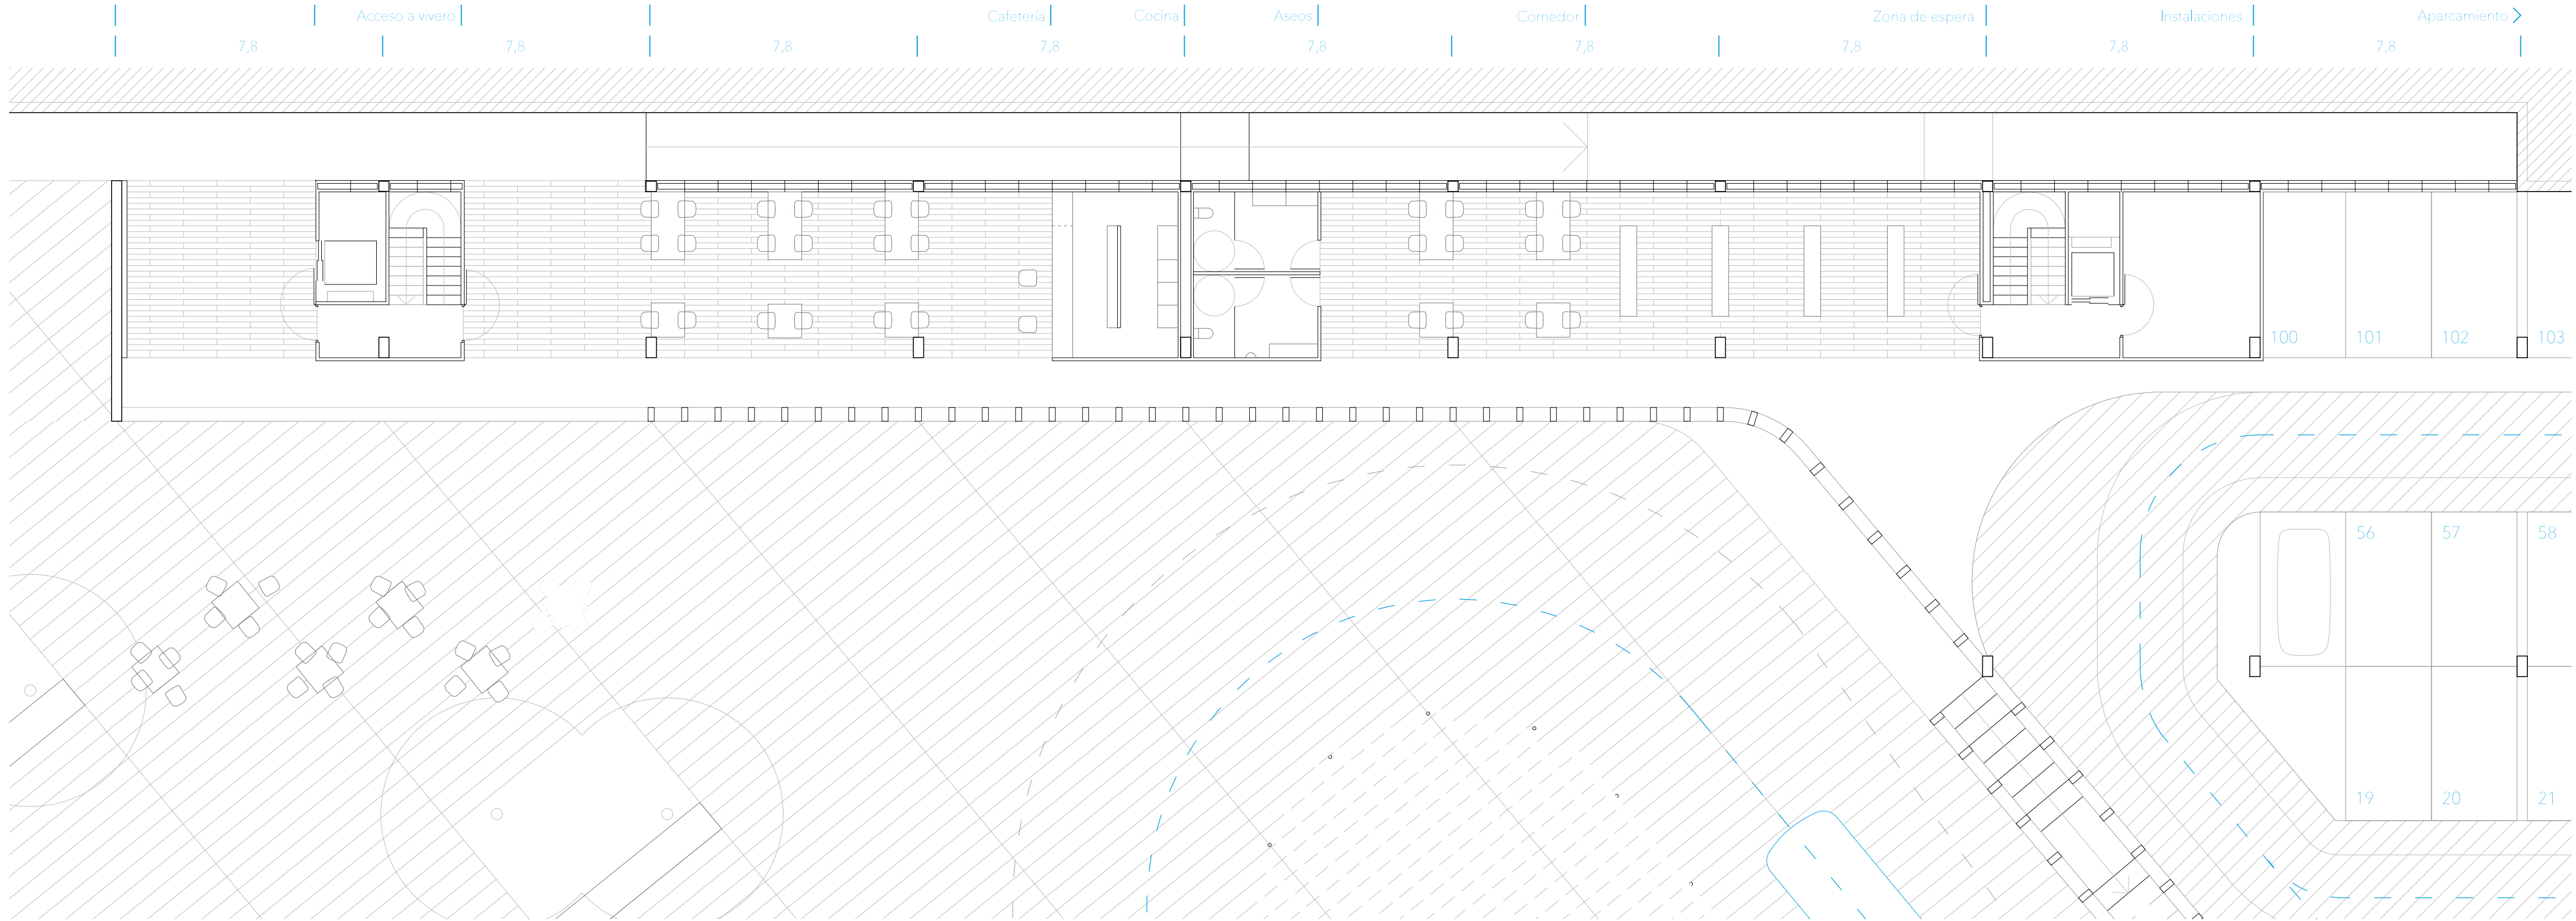 Acceso a vivero Cafetería Cocina Aseos Comedor Zona de espera Instalaciones Aparcamiento
7,8 7,8 7,8 7,8 7,8 7,8 7,8 7,8 7,8
100 101 102 103
56 57 58
19 20 21